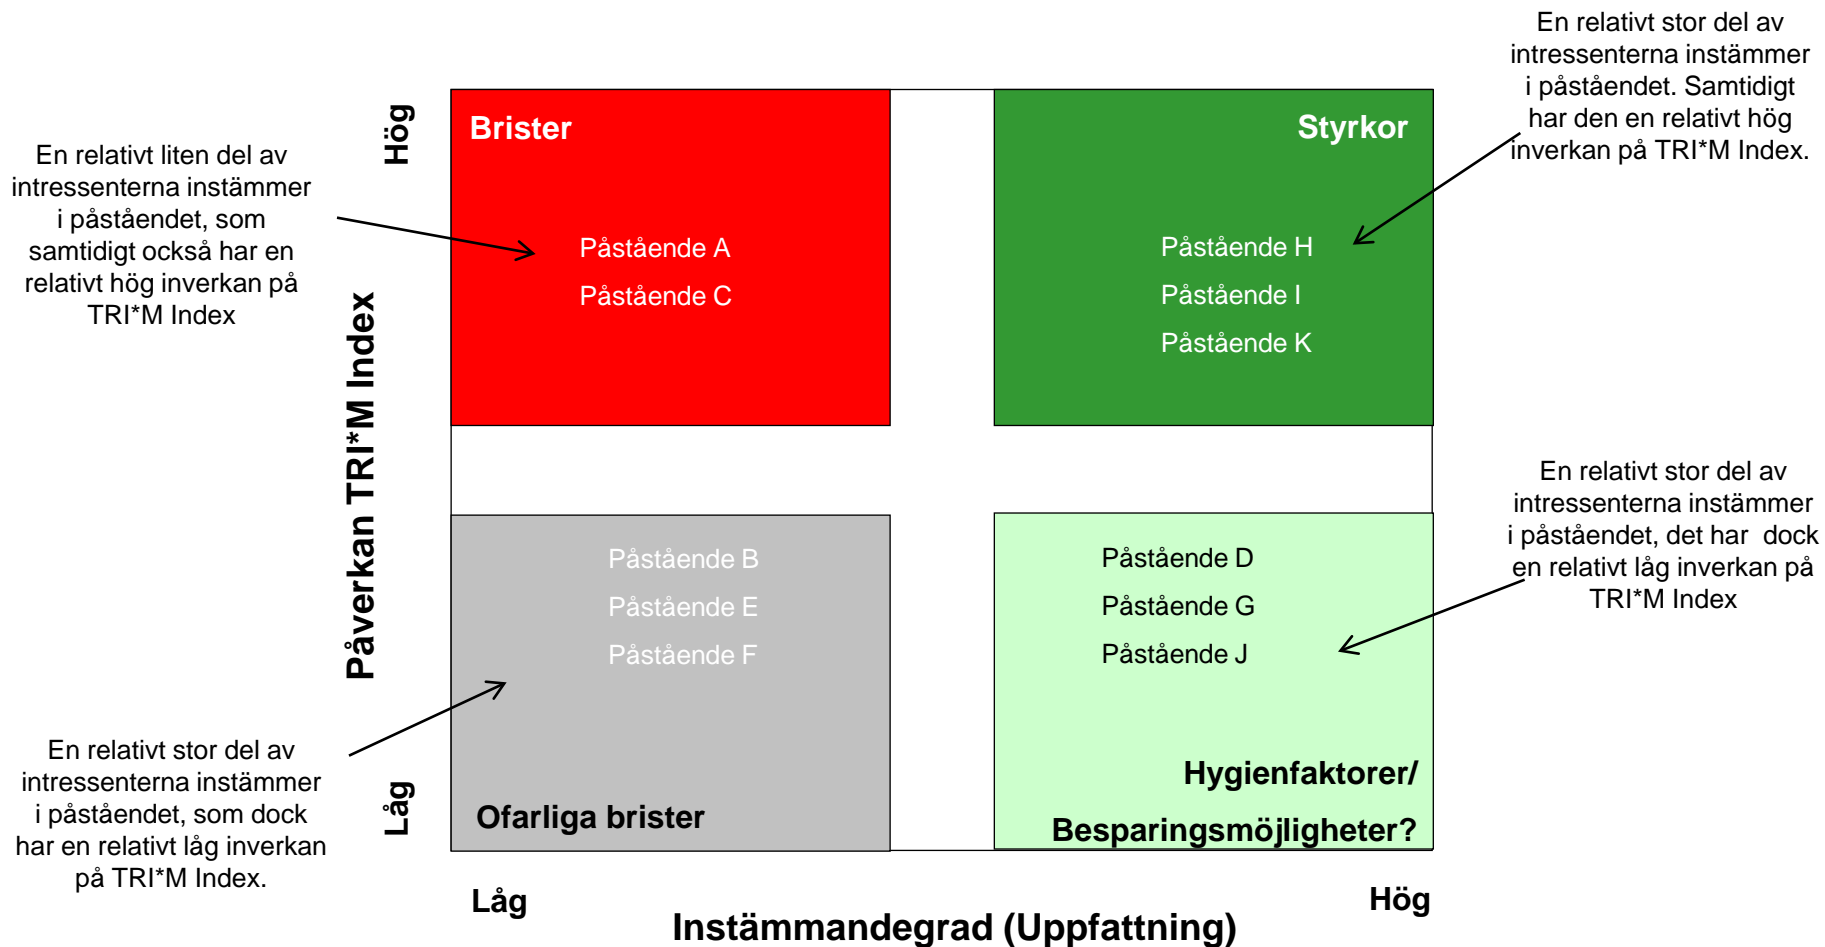 En relativt stor del av
intressenterna instämmer
i påståendet. Samtidigt
har den en relativt hög
inverkan på TRI*M Index.
Hög
Brister
Styrkor
En relativt liten del av
intressenterna instämmer
i påståendet, som
samtidigt också har en
relativt hög inverkan på
TRI*M Index
Påstående A
Påstående C
Påstående H
Påstående I
Påstående K
Påverkan TRI*M Index
En relativt stor del av
intressenterna instämmer
i påståendet, det har dock
en relativt låg inverkan på
TRI*M Index
Påstående B
Påstående E
Påstående F
Påstående D
Påstående G
Påstående J
En relativt stor del av
intressenterna instämmer
i påståendet, som dock
har en relativt låg inverkan
på TRI*M Index.
Låg
Ofarliga brister
Hygienfaktorer/
Besparingsmöjligheter?
Låg
Hög
Instämmandegrad (Uppfattning)